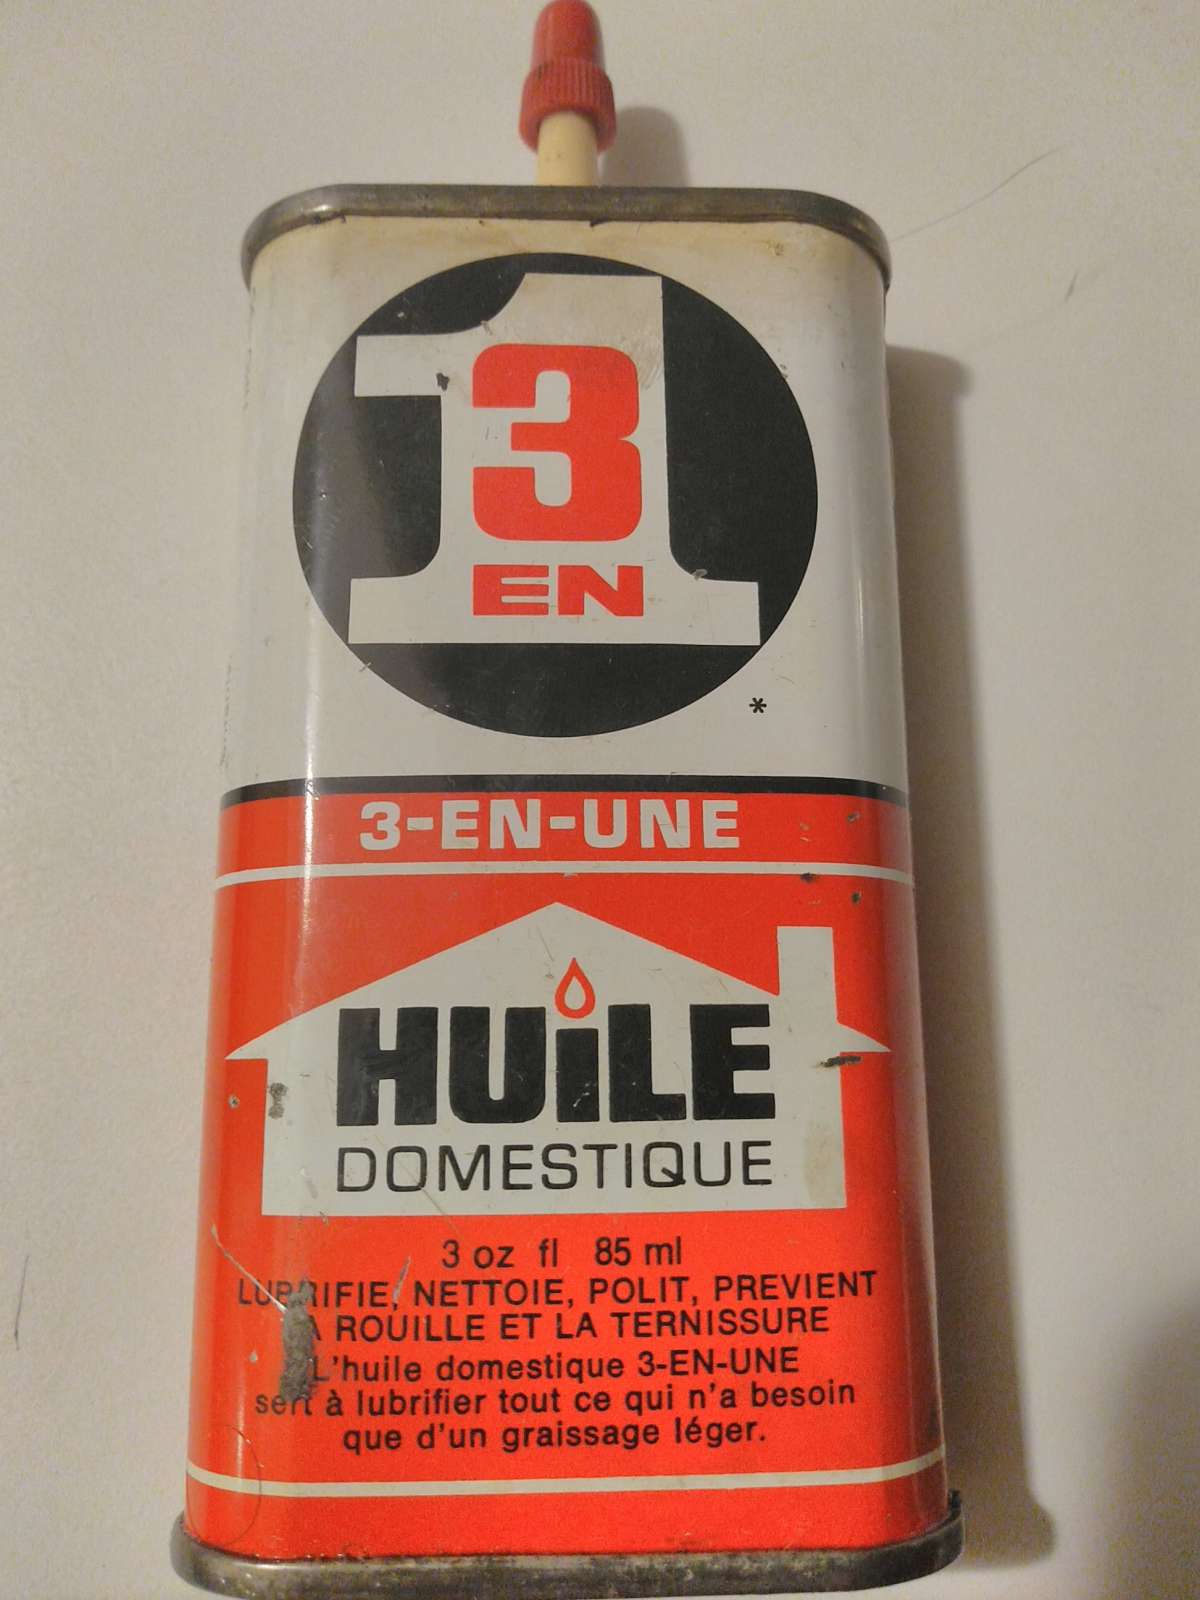 1
3
EN
*
3-EN-UNE
HUiLE
DOMESTIQUE
3 oz fl 85 ml
LUBRIFIE, NETTOIE, POLIT, PREVIENT
LA ROUILLE ET LA TERNISSURE
L'huile domestique 3-EN-UNE
sert à lubrifier tout ce qui n'a besoin
que d'un graissage léger.